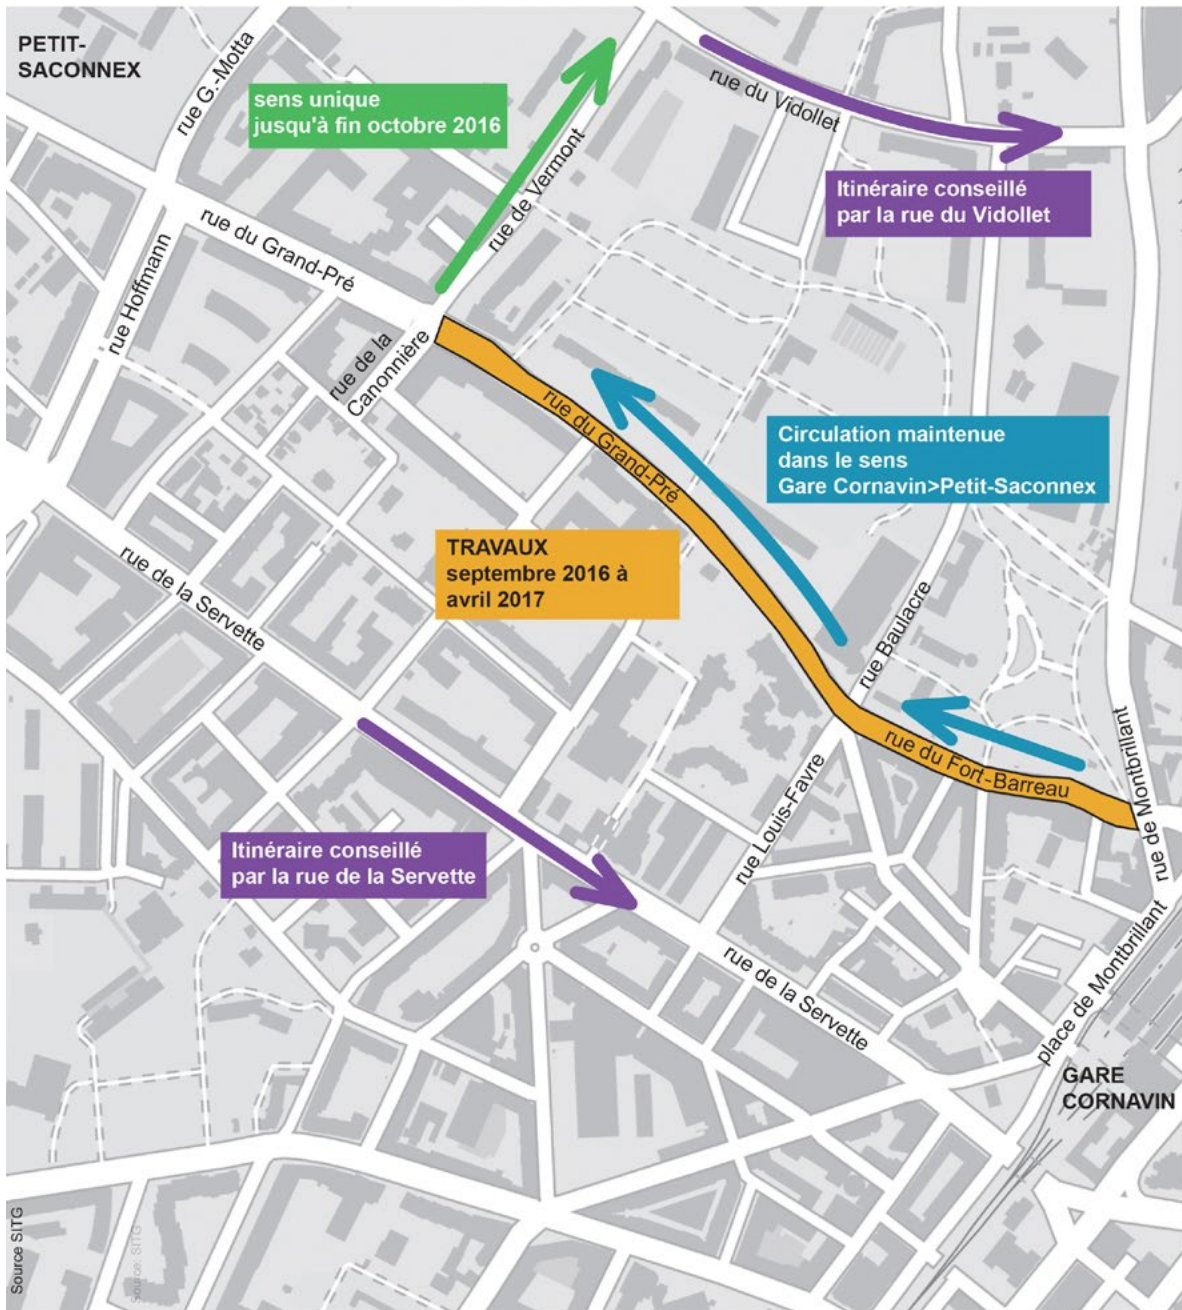 PETIT-
SACONNEX
rue G.-Motta
sens unique
jusqu'à fin octobre 2016
rue de Vermont
rue du Vidollet
Itinéraire conseillé
par la rue du Vidollet
rue du Grand-Pré
rue Hoffmann
rue de la
Canonnière
rue du Grand-Pré
Circulation maintenue
dans le sens
Gare Cornavin>Petit-Saconnex
TRAVAUX
septembre 2016 à
avril 2017
rue de la Servette
rue Baulacre
rue du Fort-Barreau
rue de Montbrillant
rue Louis-Favre
Itinéraire conseillé
par la rue de la Servette
rue de la Servette
place de Montbrillant
GARE
CORNAVIN
Source SITG
Source: SITG